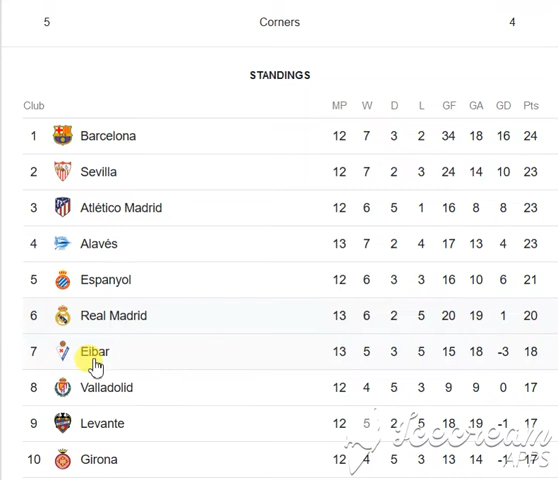 5 Corners 4
STANDINGS
Club MP W D L GF GA GD Pts
1 Barcelona 12 7 3 2 34 18 16 24
2 Sevilla 12 7 2 3 24 14 10 23
3 Atlético Madrid 12 6 5 1 16 8 8 23
4 Alavés 13 7 2 4 17 13 4 23
5 Espanyol 12 6 3 3 16 10 6 21
6 Real Madrid 13 6 2 5 20 19 1 20
7 Eibar 13 5 3 5 15 18 -3 18
8 Valladolid 12 4 5 3 9 9 0 17
9 Levante 12 5 2 5 18 19 -1 17
10 Girona 12 4 5 3 13 14 -1 17
Icecream
APPS